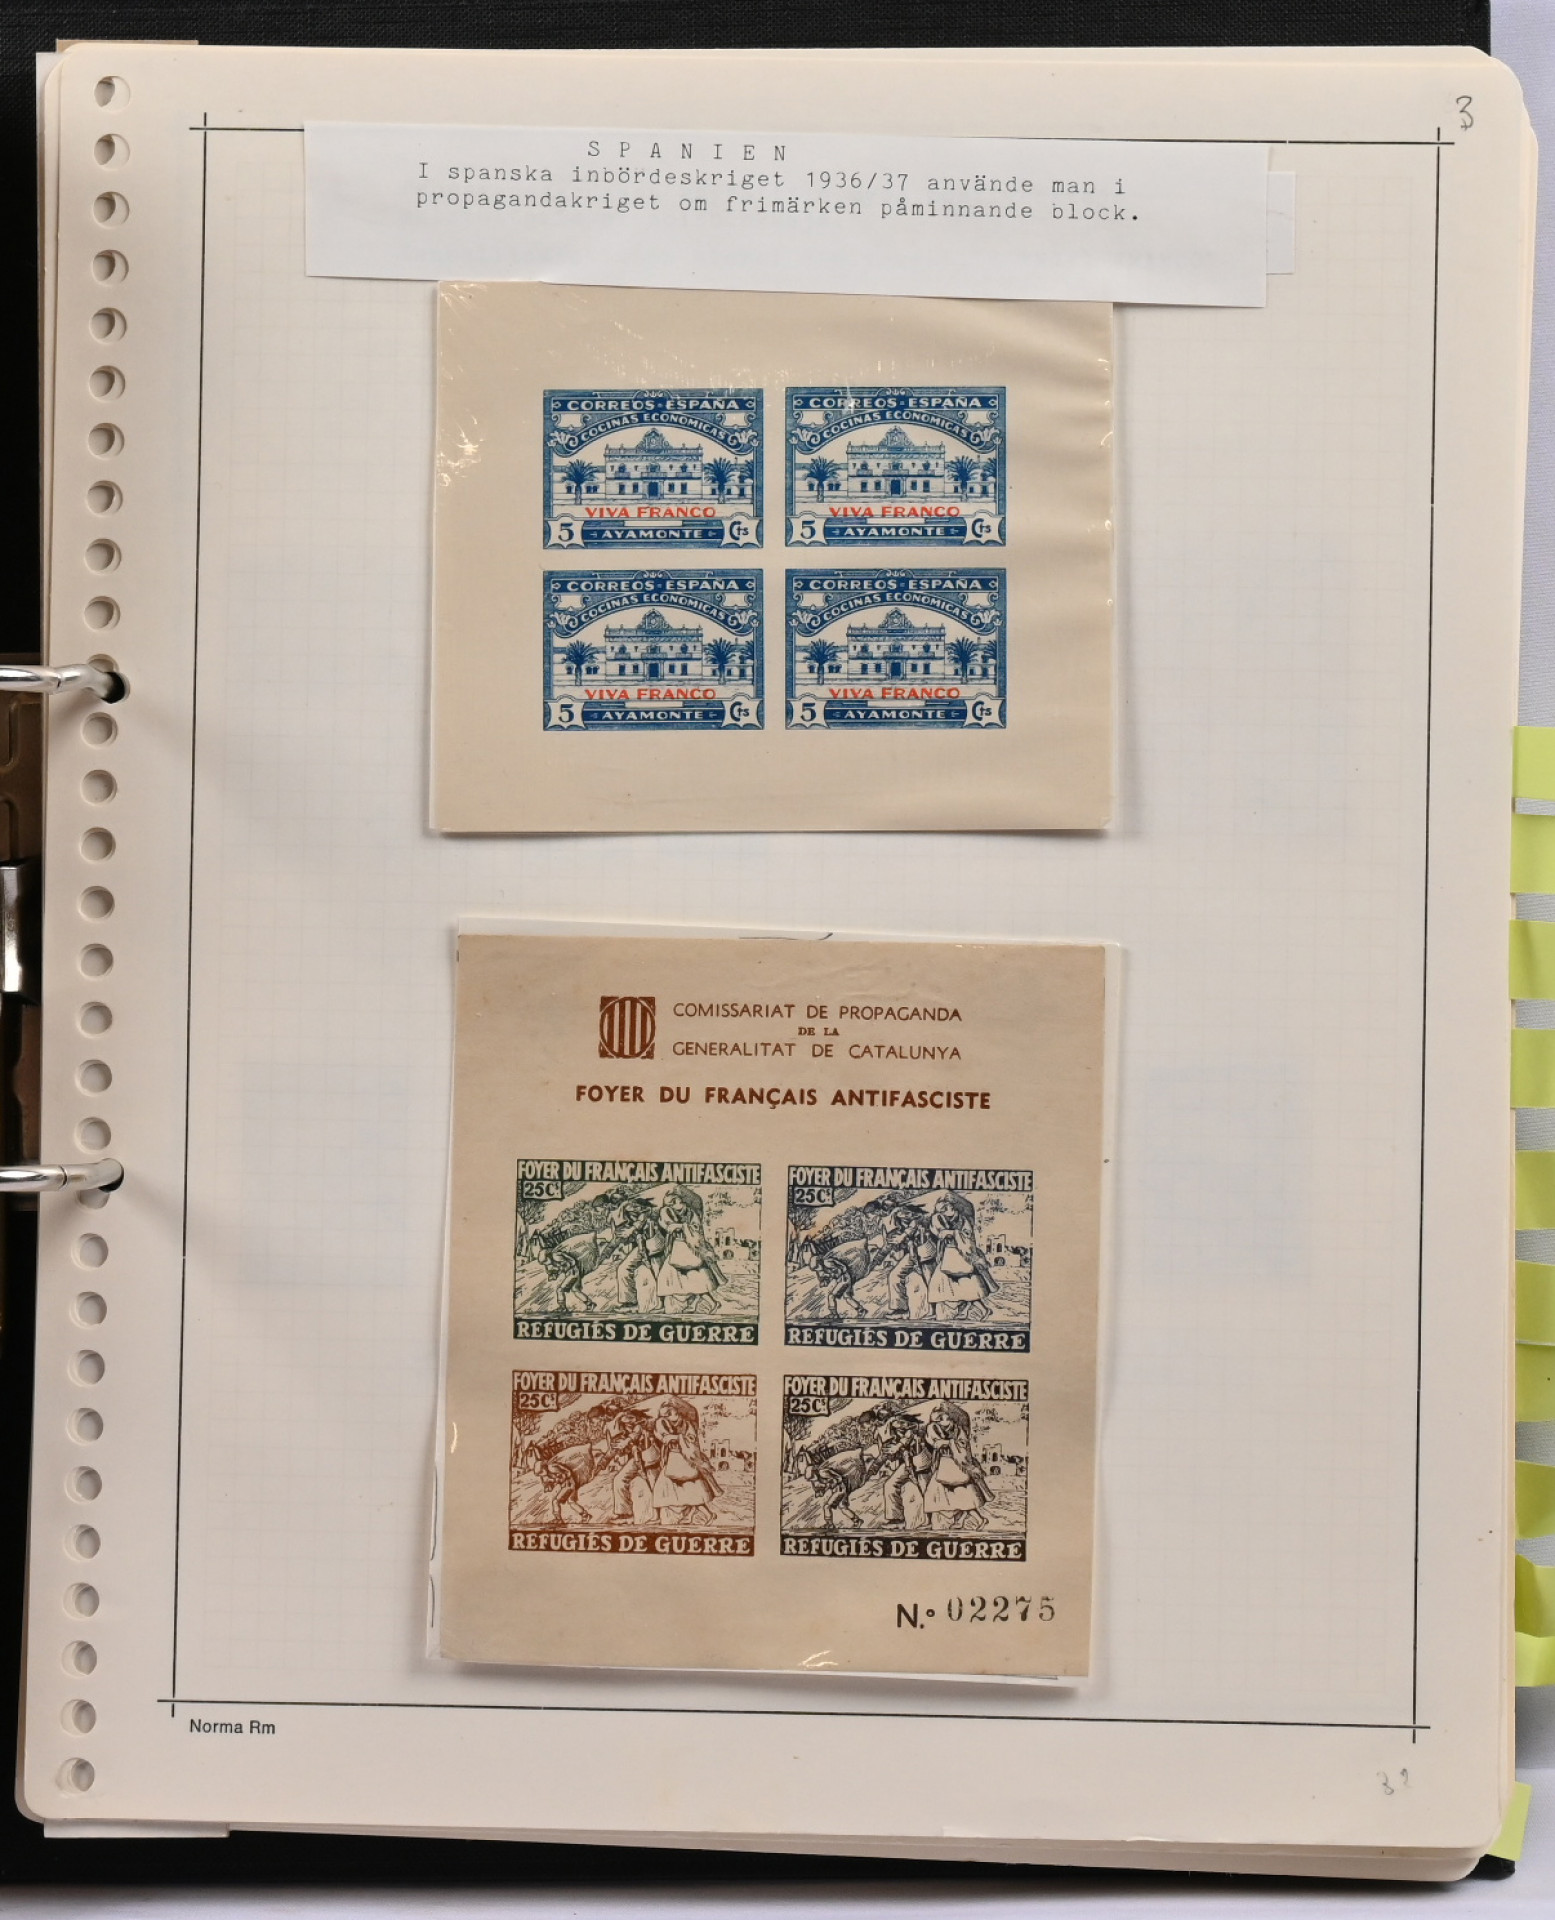 3
S P A N I E N
I spanska inbördeskriget 1936/37 använde man i
propagandakriget om frimärken påminnande block.
CORREOS-ESPAÑA
COCINAS ECONOMICAS
VIVA FRANCO
5 AYAMONTE Cts
CORREOS-ESPAÑA
COCINAS ECONOMICAS
VIVA FRANCO
5 AYAMONTE Cts
CORREOS-ESPAÑA
COCINAS ECONOMICAS
VIVA FRANCO
5 AYAMONTE Cts
CORREOS-ESPAÑA
COCINAS ECONOMICAS
VIVA FRANCO
5 AYAMONTE Cts
COMISSARIAT DE PROPAGANDA
DE LA
GENERALITAT DE CATALUNYA
FOYER DU FRANÇAIS ANTIFASCISTE
FOYER DU FRANÇAIS ANTIFASCISTE
25Cs
REFUGIÉS DE GUERRE
FOYER DU FRANÇAIS ANTIFASCISTE
25Cs
REFUGIÉS DE GUERRE
FOYER DU FRANÇAIS ANTIFASCISTE
25Cs
REFUGIÉS DE GUERRE
FOYER DU FRANÇAIS ANTIFASCISTE
25Cs
REFUGIÉS DE GUERRE
N.º 02275
Norma Rm